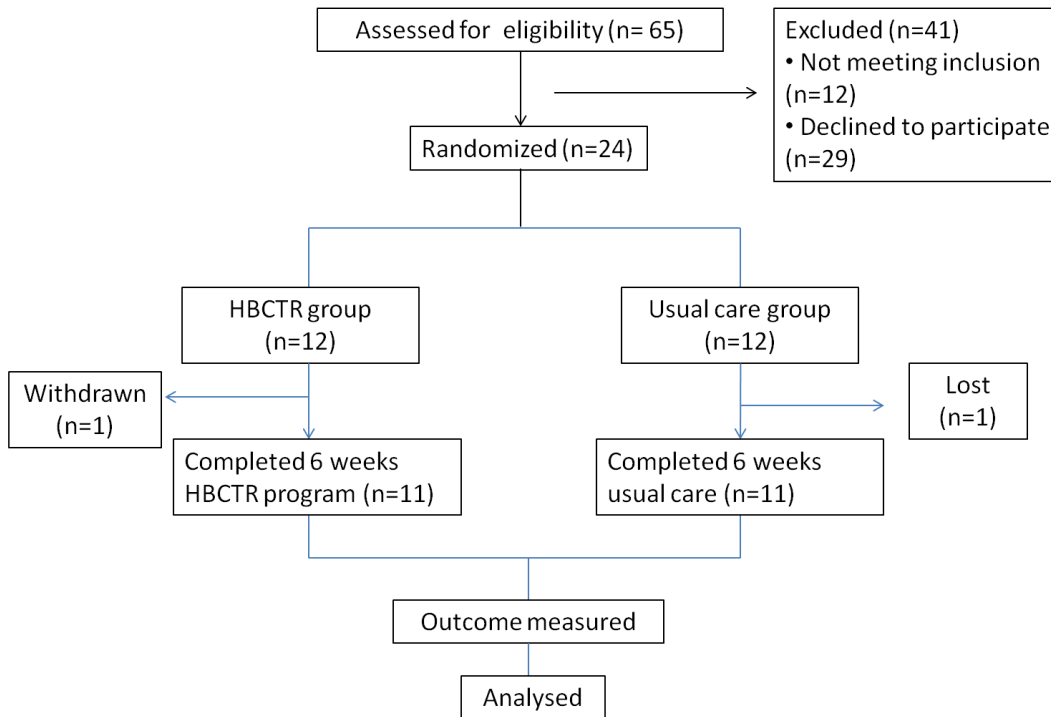 Assessed for eligibility (n= 65)
Excluded (n=41)
• Not meeting inclusion
(n=12)
• Declined to participate
(n=29)
Randomized (n=24)
HBCTR group
(n=12)
Usual care group
(n=12)
Withdrawn
(n=1)
Lost
(n=1)
Completed 6 weeks
HBCTR program (n=11)
Completed 6 weeks
usual care (n=11)
Outcome measured
Analysed